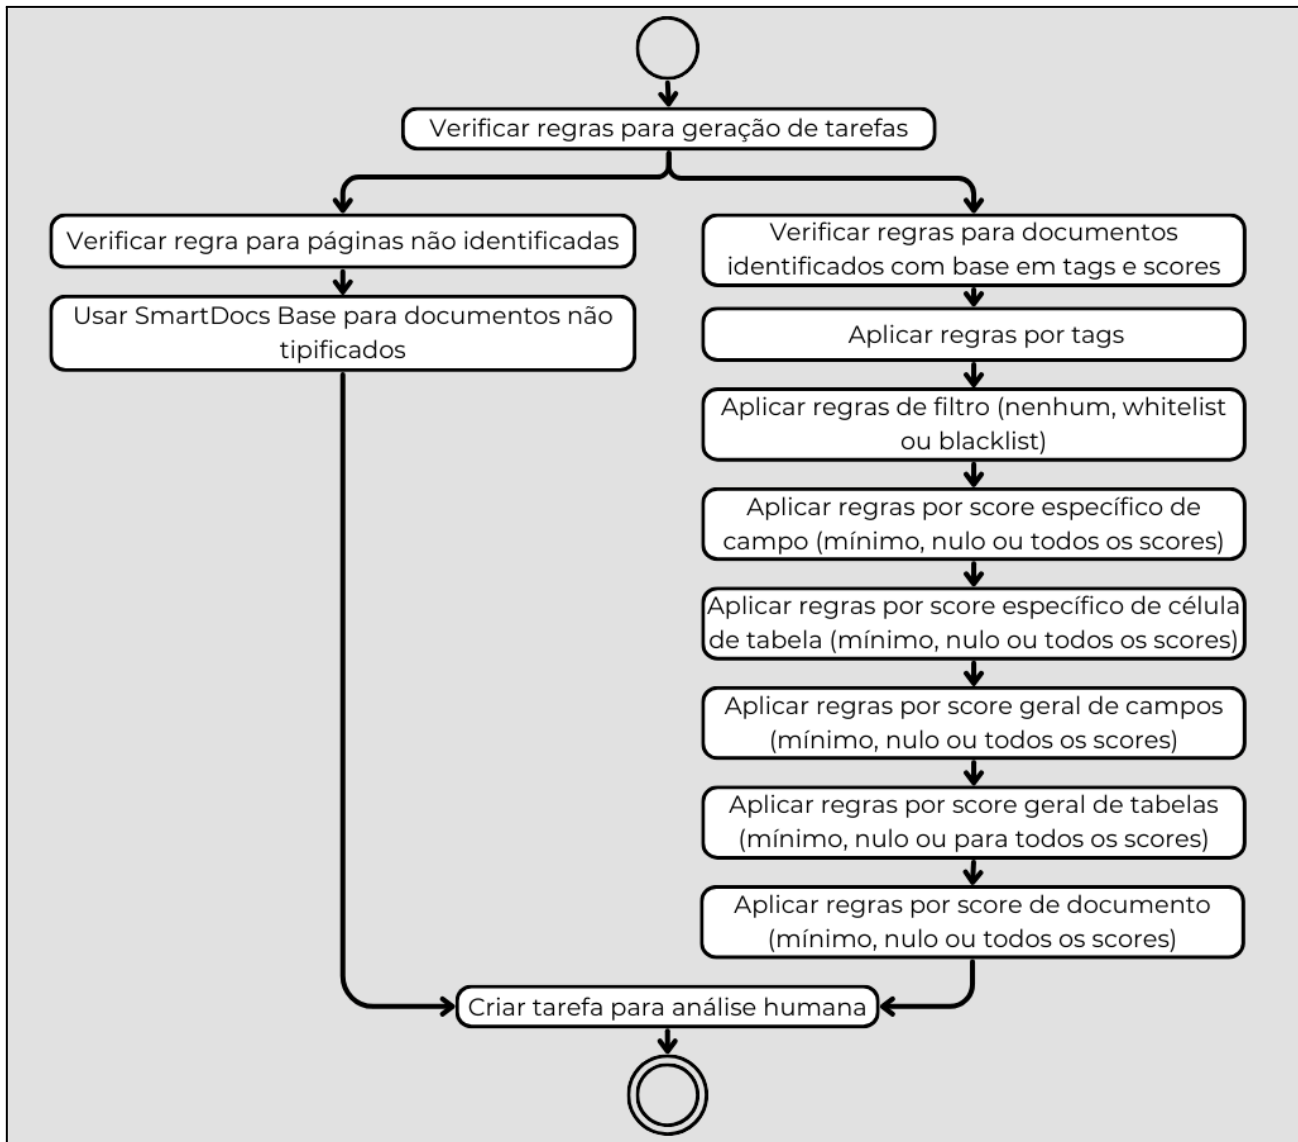 Verificar regras para geração de tarefas
Verificar regra para páginas não identificadas
Usar SmartDocs Base para documentos não
tipificados
Verificar regras para documentos
identificados com base em tags e scores
Aplicar regras por tags
Aplicar regras de filtro (nenhum, whitelist
ou blacklist)
Aplicar regras por score específico de
campo (mínimo, nulo ou todos os scores)
Aplicar regras por score específico de célula
de tabela (mínimo, nulo ou todos os scores)
Aplicar regras por score geral de campos
(mínimo, nulo ou todos os scores)
Aplicar regras por score geral de tabelas
(mínimo, nulo ou para todos os scores)
Aplicar regras por score de documento
(mínimo, nulo ou todos os scores)
Criar tarefa para análise humana